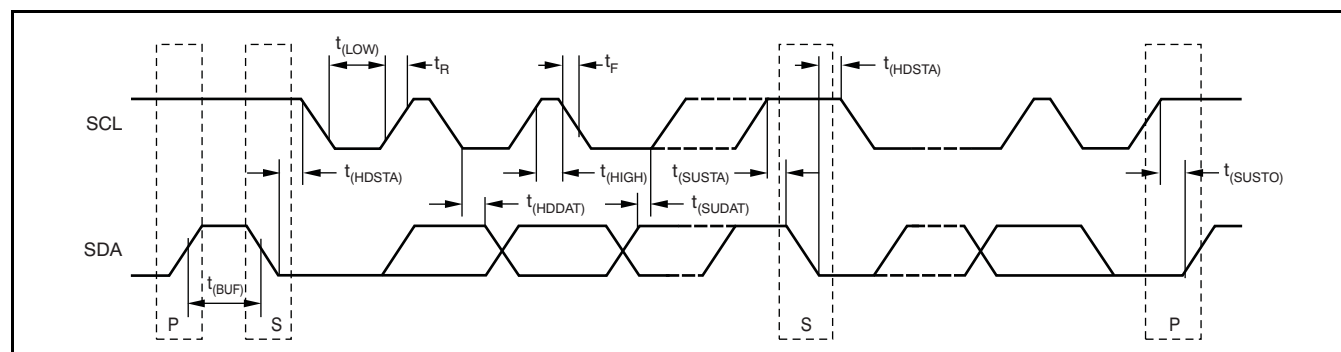 t(LOW)
tR
tF
t(HDSTA)
SCL
t(HDSTA)
t(HIGH)
t(SUSTA)
t(SUSTO)
t(HDDAT)
t(SUDAT)
SDA
t(BUF)
P
S
S
P